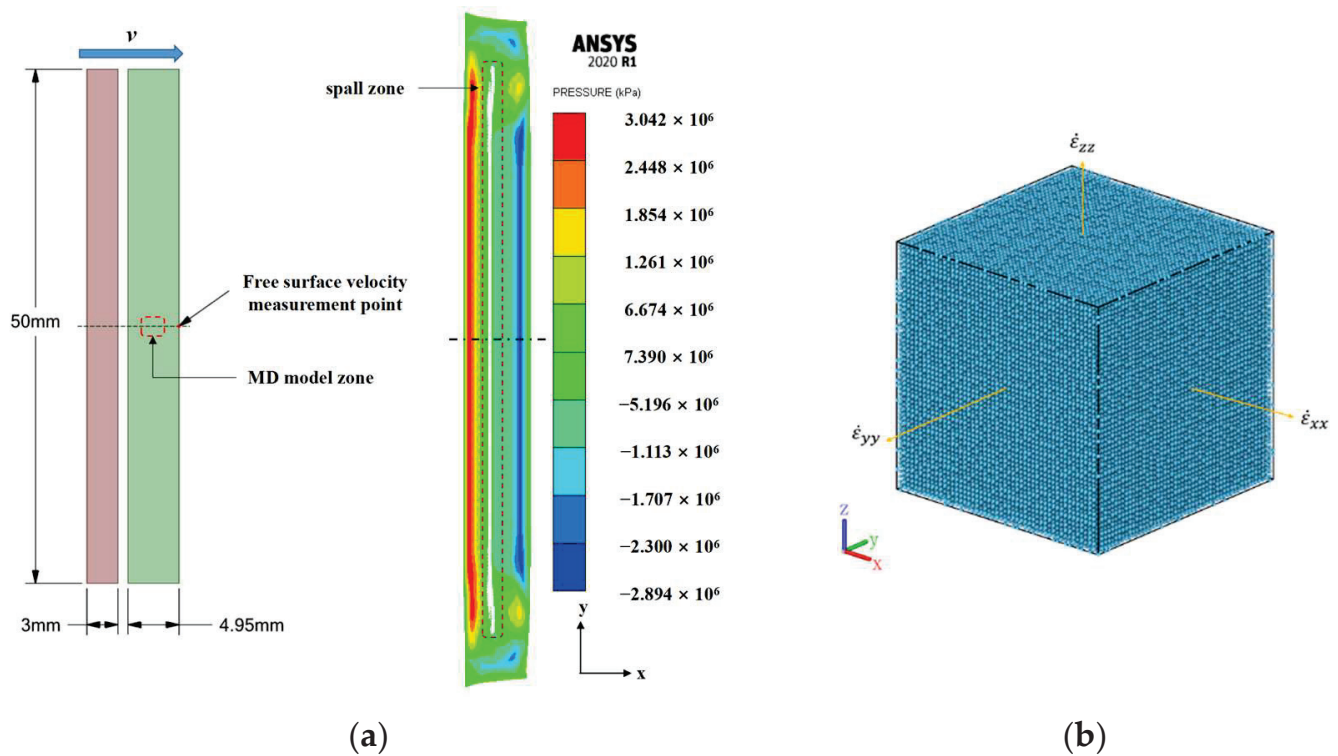 v
50mm
Free surface velocity
measurement point
MD model zone
3mm
4.95mm
spall zone
ANSYS
2020 R1
PRESSURE (kPa)
3.042 × 10⁶
2.448 × 10⁶
1.854 × 10⁶
1.261 × 10⁶
6.674 × 10⁶
7.390 × 10⁶
−5.196 × 10⁶
−1.113 × 10⁶
−1.707 × 10⁶
−2.300 × 10⁶
−2.894 × 10⁶
y
x
(a)
ε̇zz
ε̇yy
ε̇xx
z
y
x
(b)